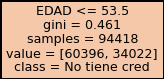 EDAD <= 53.5
gini = 0.461
samples = 94418
value = [60396, 34022]
class = No tiene cred